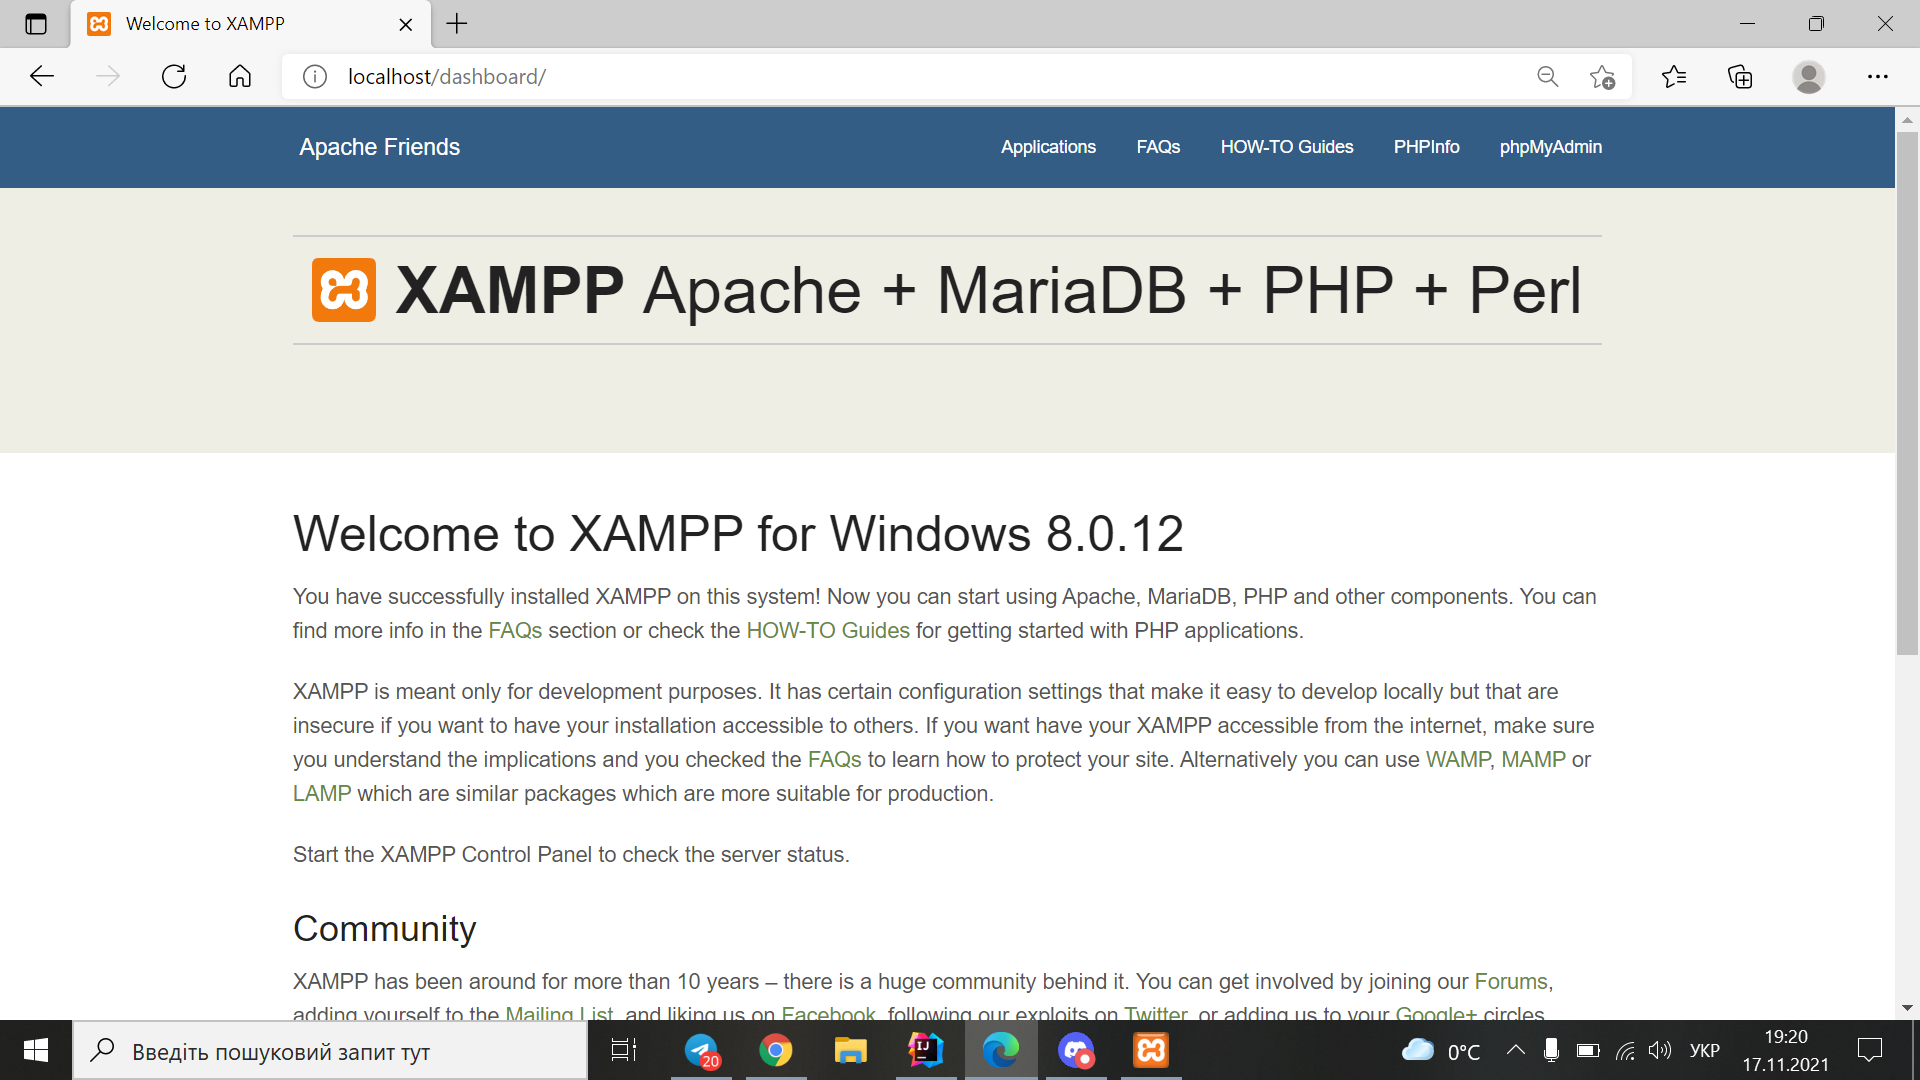 Welcome to XAMPP
localhost/dashboard/
Apache Friends
Applications
FAQs
HOW-TO Guides
PHPInfo
phpMyAdmin
XAMPP Apache + MariaDB + PHP + Perl
Welcome to XAMPP for Windows 8.0.12
You have successfully installed XAMPP on this system! Now you can start using Apache, MariaDB, PHP and other components. You can
find more info in the FAQs section or check the HOW-TO Guides for getting started with PHP applications.
XAMPP is meant only for development purposes. It has certain configuration settings that make it easy to develop locally but that are
insecure if you want to have your installation accessible to others. If you want have your XAMPP accessible from the internet, make sure
you understand the implications and you checked the FAQs to learn how to protect your site. Alternatively you can use WAMP, MAMP or
LAMP which are similar packages which are more suitable for production.
Start the XAMPP Control Panel to check the server status.
Community
XAMPP has been around for more than 10 years – there is a huge community behind it. You can get involved by joining our Forums,
adding yourself to the Mailing List, and liking us on Facebook, following our exploits on Twitter, or adding us to your Google+ circles.
Введіть пошуковий запит тут
20
IJ
0°C
УКР
19:20
17.11.2021